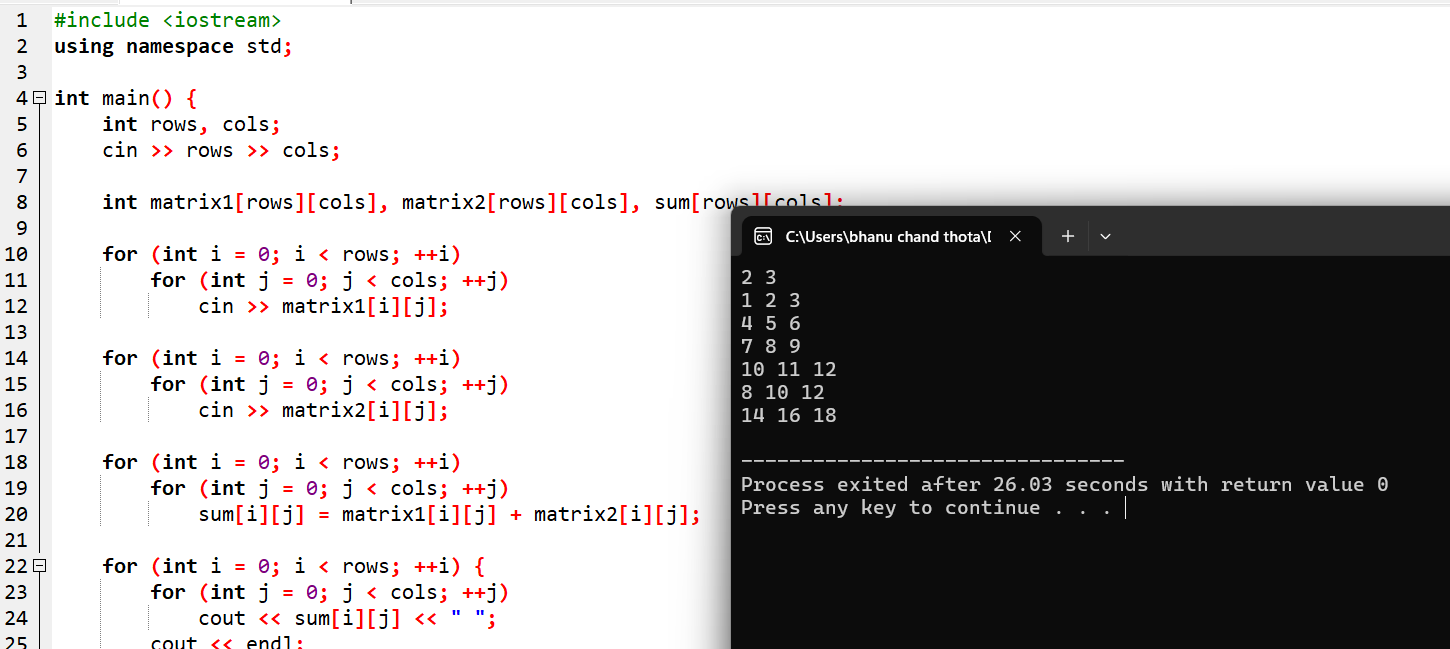 1 #include <iostream>
2 using namespace std;
3
4 int main() {
5     int rows, cols;
6     cin >> rows >> cols;
7
8     int matrix1[rows][cols], matrix2[rows][cols], sum[rows][cols];
9
10     for (int i = 0; i < rows; ++i)
11         for (int j = 0; j < cols; ++j)
12             cin >> matrix1[i][j];
13
14     for (int i = 0; i < rows; ++i)
15         for (int j = 0; j < cols; ++j)
16             cin >> matrix2[i][j];
17
18     for (int i = 0; i < rows; ++i)
19         for (int j = 0; j < cols; ++j)
20             sum[i][j] = matrix1[i][j] + matrix2[i][j];
21
22     for (int i = 0; i < rows; ++i) {
23         for (int j = 0; j < cols; ++j)
24             cout << sum[i][j] << " ";
25         cout << endl;
C:\Users\bhanu chand thota\[
2 3
1 2 3
4 5 6
7 8 9
10 11 12
8 10 12
14 16 18
--------------------------------
Process exited after 26.03 seconds with return value 0
Press any key to continue . . .